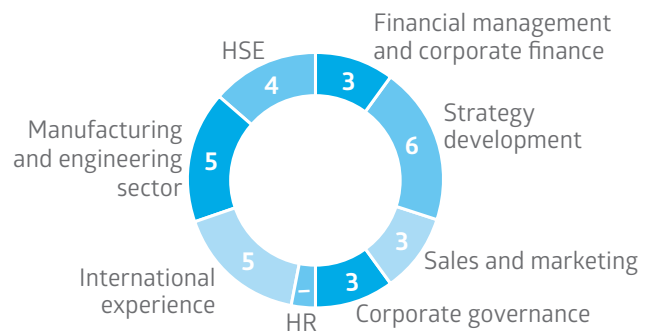 Financial management
and corporate finance
3
Strategy
development
6
Sales and marketing
3
Corporate governance
3
HR
–
International
experience
5
Manufacturing
and engineering
sector
5
HSE
4